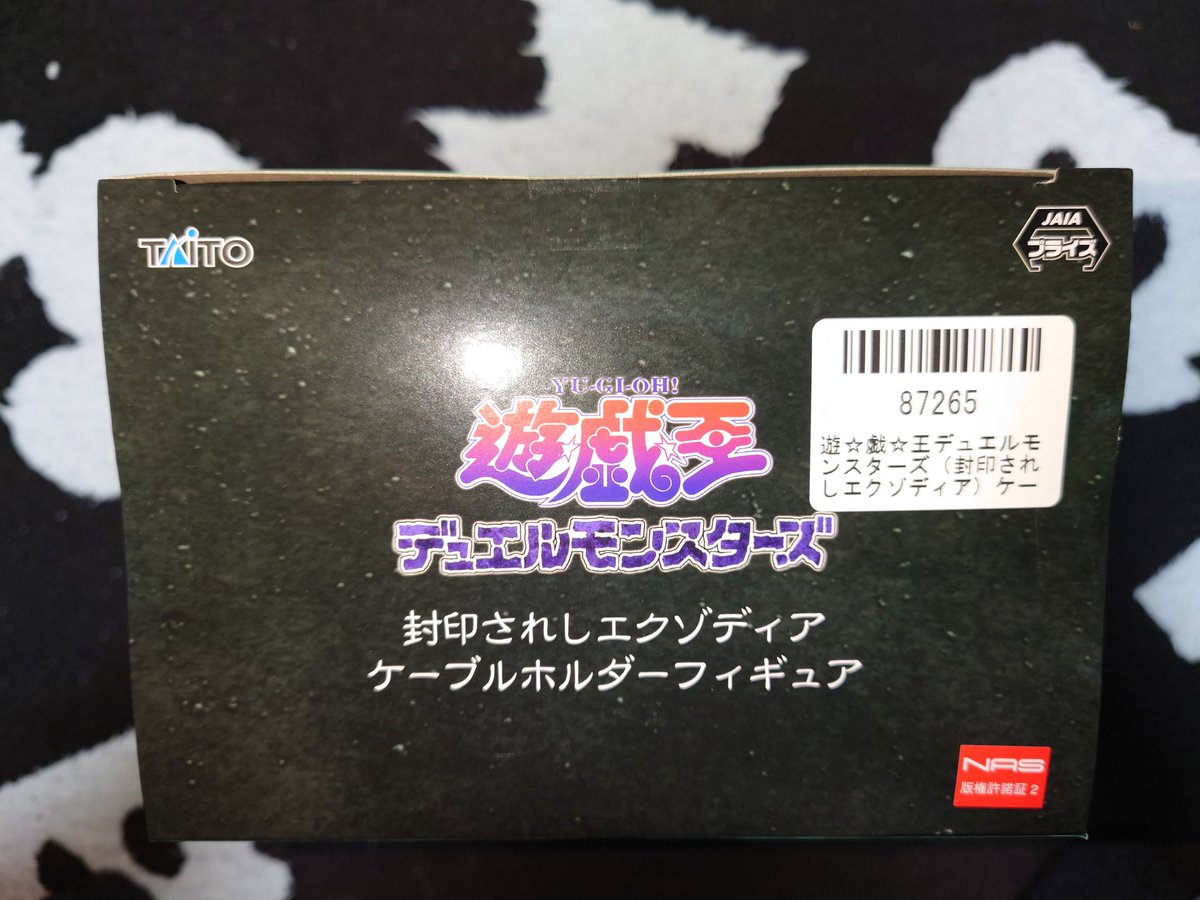 TAITO
JAIA
プライズ
87265
遊☆戯☆王デュエルモ
ンスターズ（封印され
しエクゾディア）ケー
YU-GI-OH!
遊☆戯☆王
デュエルモンスターズ
封印されしエクゾディア
ケーブルホルダーフィギュア
NAS
版権許諾証2